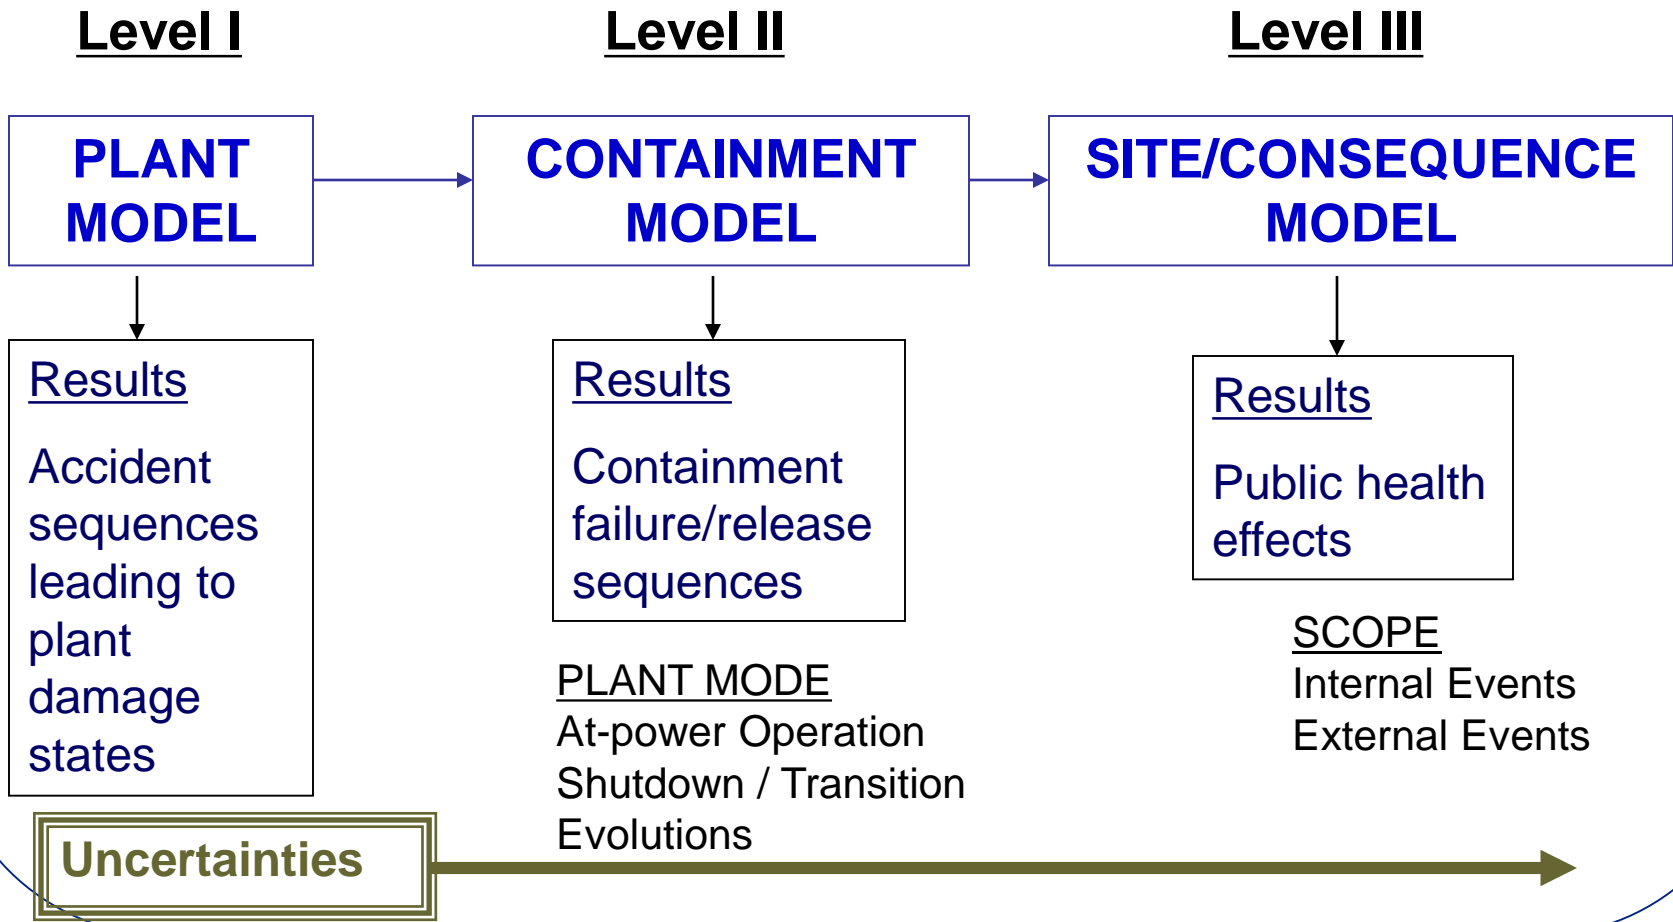 Level I
Level II
Level III
PLANT
MODEL
CONTAINMENT
MODEL
SITE/CONSEQUENCE
MODEL
Results
Accident
sequences
leading to
plant
damage
states
Results
Containment
failure/release
sequences
Results
Public health
effects
PLANT MODE
At-power Operation
Shutdown / Transition
Evolutions
SCOPE
Internal Events
External Events
Uncertainties